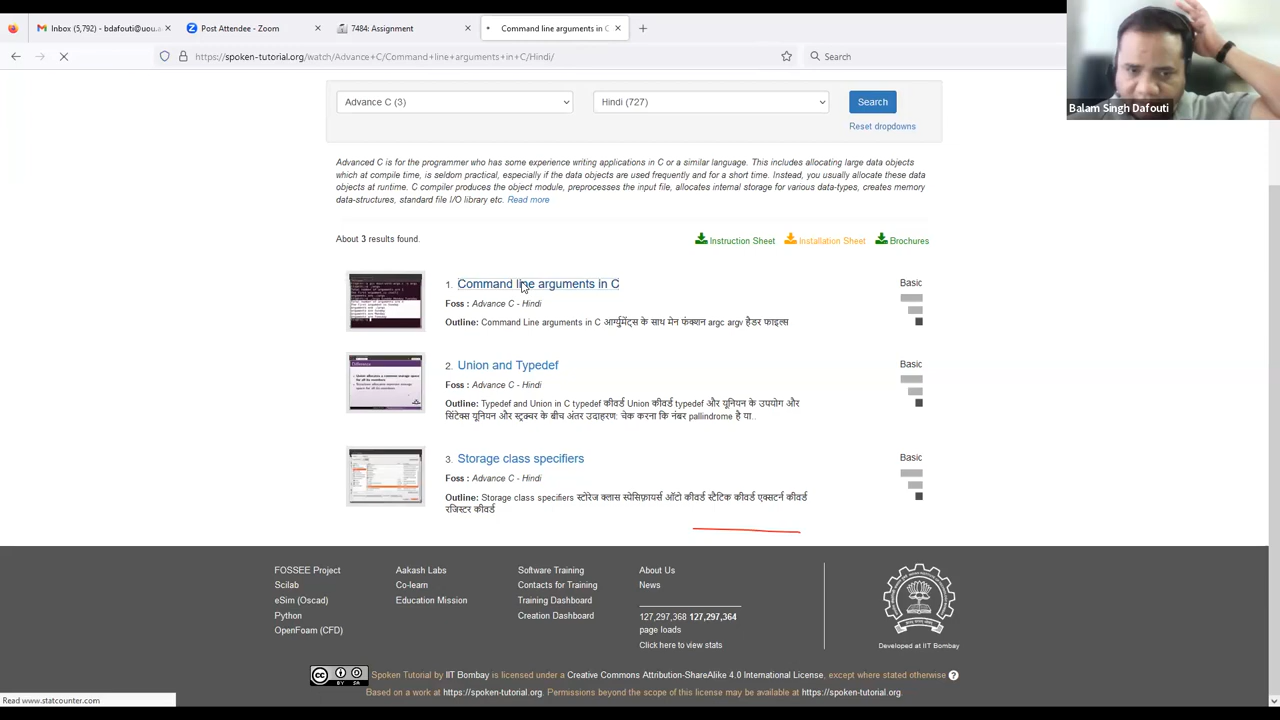 Inbox (5,792) - bdafouti@uou.a
Post Attendee - Zoom
7484: Assignment
Command line arguments in C
https://spoken-tutorial.org/watch/Advance+C/Command+line+arguments+in+C/Hindi/
Search
Balam Singh Dafouti
Advance C (3)
Hindi (727)
Search
Reset dropdowns
Advanced C is for the programmer who has some experience writing applications in C or a similar language. This includes allocating large data objects
which at compile time, is seldom practical, especially if the data objects are used frequently and for a short time. Instead, you usually allocate these data
objects at runtime. C compiler produces the object module, preprocesses the input file, allocates internal storage for various data-types, creates memory
data-structures, standard file I/O library etc. Read more
About 3 results found.
Instruction Sheet
Installation Sheet
Brochures
1. Command line arguments in C
Basic
Foss : Advance C - Hindi
Outline: Command Line arguments in C आर्ग्युमेंट्स के साथ मेन फंक्शन argc argv हैडर फाइल्स
2. Union and Typedef
Basic
Foss : Advance C - Hindi
Outline: Typedef and Union in C typedef कीवर्ड Union कीवर्ड typedef और यूनियन के उपयोग और
सिंटेक्स यूनियन और स्ट्रक्चर के बीच अंतर उदाहरण: चेक करना कि नंबर pallindrome है या..
3. Storage class specifiers
Basic
Foss : Advance C - Hindi
Outline: Storage class specifiers स्टोरेज क्लास स्पेसिफ़ायर्स ऑटो कीवर्ड स्टैटिक कीवर्ड एक्सटर्न कीवर्ड
रजिस्टर कीवर्ड
FOSSEE Project
Scilab
eSim (Oscad)
Python
OpenFoam (CFD)
Aakash Labs
Co-learn
Education Mission
Software Training
Contacts for Training
Training Dashboard
Creation Dashboard
About Us
News
127,297,368 127,297,364
page loads
Click here to view stats
Developed at IIT Bombay
Spoken Tutorial by IIT Bombay is licensed under a Creative Commons Attribution-ShareAlike 4.0 International License, except where stated otherwise
Based on a work at https://spoken-tutorial.org. Permissions beyond the scope of this license may be available at https://spoken-tutorial.org.
Read www.statcounter.com